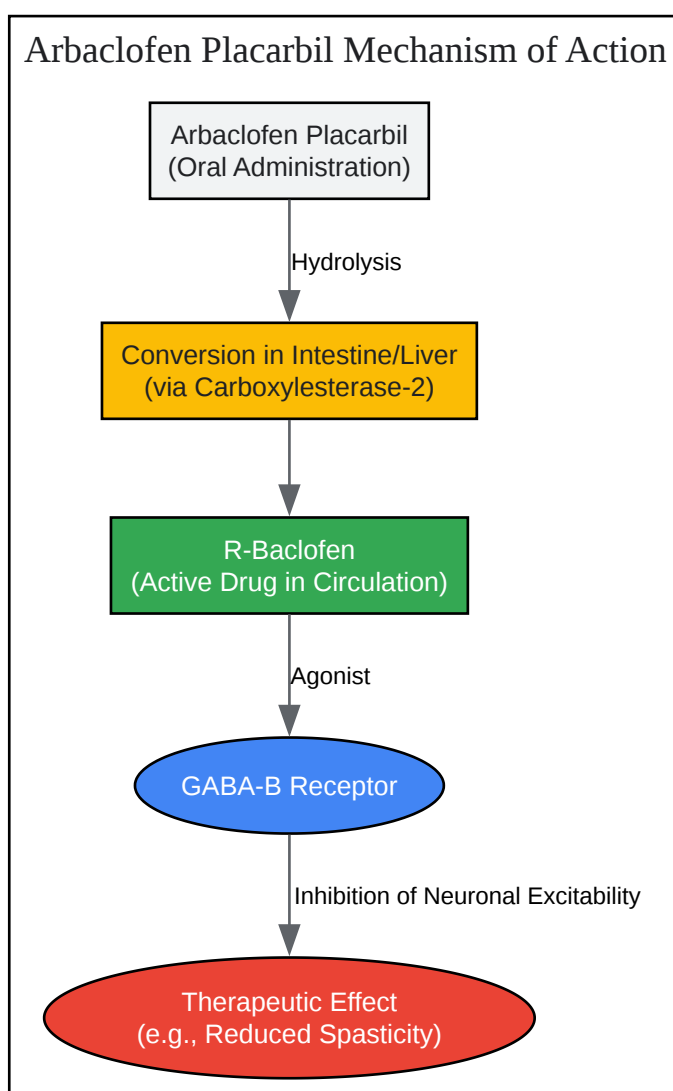 Arbaclofen Placarbil Mechanism of Action
Arbaclofen Placarbil
(Oral Administration)
Hydrolysis
Conversion in Intestine/Liver
(via Carboxylesterase-2)
R-Baclofen
(Active Drug in Circulation)
Agonist
GABA-B Receptor
Inhibition of Neuronal Excitability
Therapeutic Effect
(e.g., Reduced Spasticity)